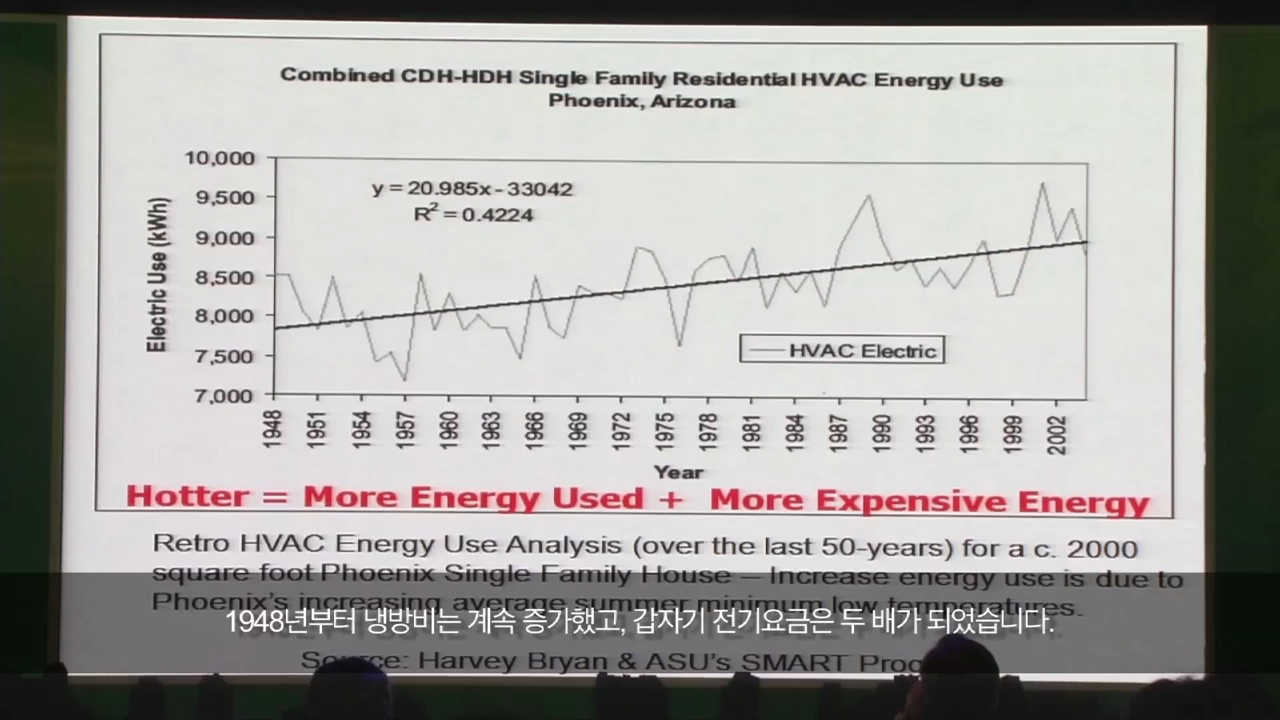 Combined CDH-HDH Single Family Residential HVAC Energy Use
Phoenix, Arizona
10,000
9,500
9,000
8,500
8,000
7,500
7,000
Electric Use (kWh)
y = 20.985x - 33042
R² = 0.4224
HVAC Electric
1948 1951 1954 1957 1960 1963 1966 1969 1972 1975 1978 1981 1984 1987 1990 1993 1996 1999 2002
Year
Hotter = More Energy Used + More Expensive Energy
Retro HVAC Energy Use Analysis (over the last 50-years) for a c. 2000
square foot Phoenix Single Family House – Increase energy use is due to
Phoenix's increasing average summer minimum low temperatures.
1948년부터 냉방비는 계속 증가했고, 갑자기 전기요금은 두 배가 되었습니다.
Harvey Bryan & ASU's SMART